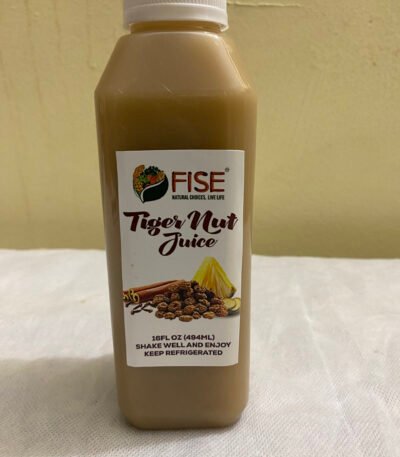 FISE®
NATURAL CHOICES, LIVE LIFE
Tiger Nut
Juice
16FL OZ (494ML)
SHAKE WELL AND ENJOY
KEEP REFRIGERATED